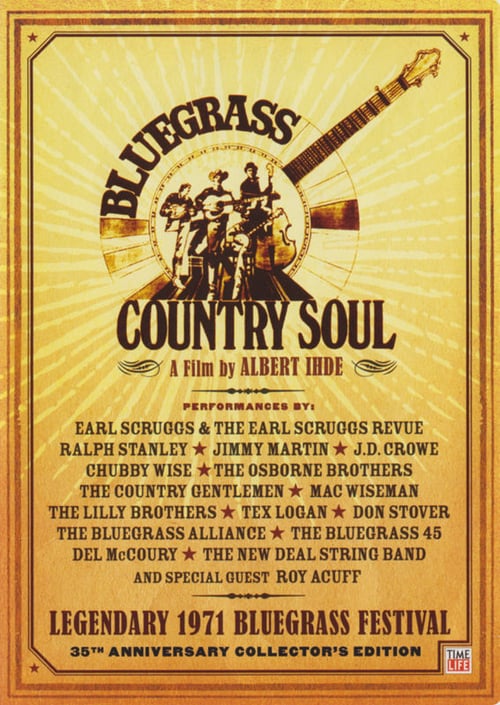 BLUEGRASS
COUNTRY SOUL
A Film by ALBERT IHDE
PERFORMANCES BY:
EARL SCRUGGS & THE EARL SCRUGGS REVUE
RALPH STANLEY ★ JIMMY MARTIN ★ J.D. CROWE
CHUBBY WISE ★ THE OSBORNE BROTHERS
THE COUNTRY GENTLEMEN ★ MAC WISEMAN
THE LILLY BROTHERS ★ TEX LOGAN ★ DON STOVER
THE BLUEGRASS ALLIANCE ★ THE BLUEGRASS 45
DEL McCOURY ★ THE NEW DEAL STRING BAND
AND SPECIAL GUEST ROY ACUFF
LEGENDARY 1971 BLUEGRASS FESTIVAL
35TH ANNIVERSARY COLLECTOR'S EDITION
TIME
LIFE